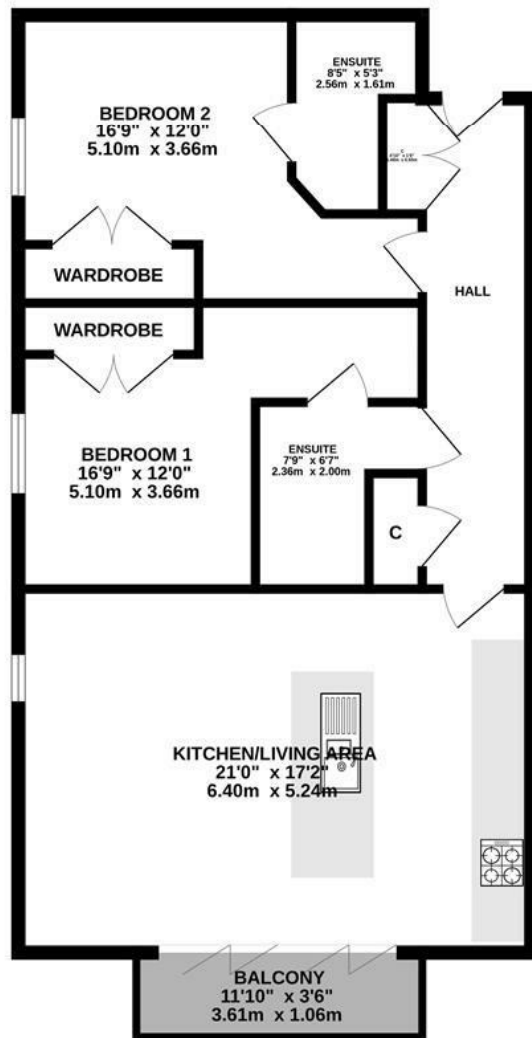 ENSUITE
8'5" x 5'3"
2.56m x 1.61m
BEDROOM 2
16'9" x 12'0"
5.10m x 3.66m
C
WARDROBE
HALL
WARDROBE
BEDROOM 1
16'9" x 12'0"
5.10m x 3.66m
ENSUITE
7'9" x 6'7"
2.36m x 2.00m
C
KITCHEN/LIVING AREA
21'0" x 17'2"
6.40m x 5.24m
BALCONY
11'10" x 3'6"
3.61m x 1.06m